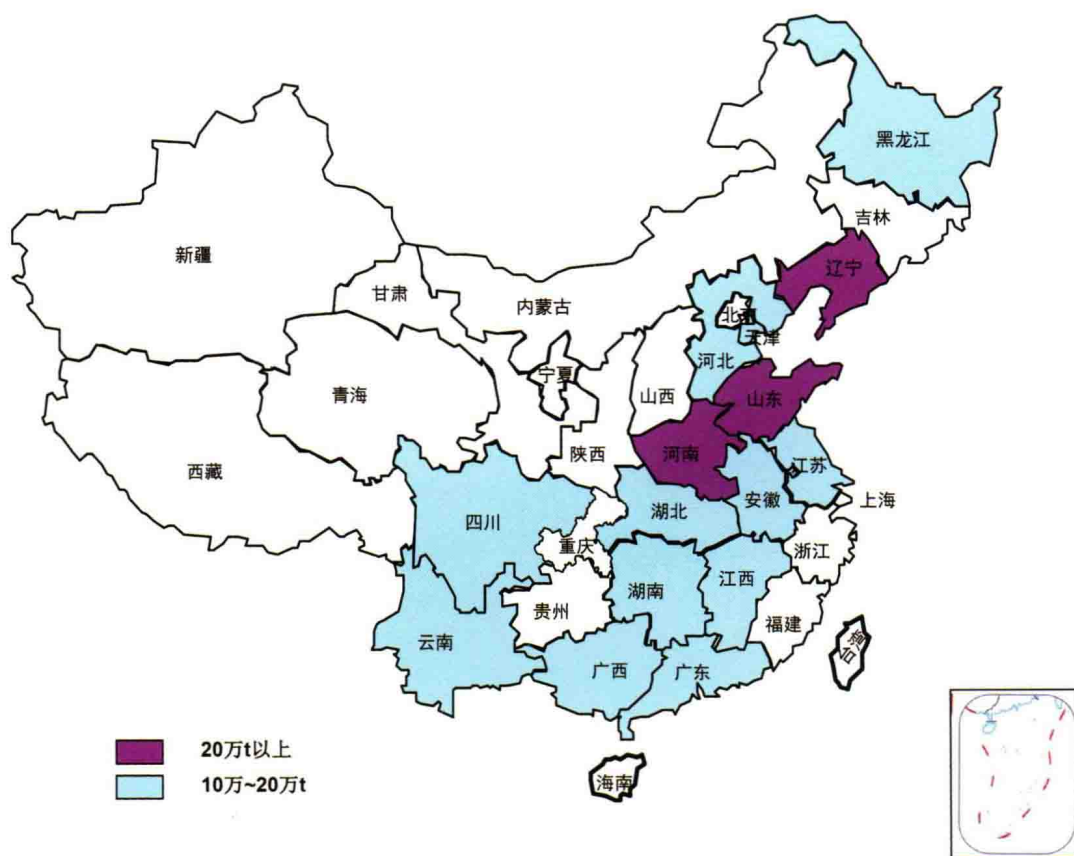 黑龙江
吉林
辽宁
新疆
甘肃
内蒙古
北京
天津
河北
宁夏
山西
山东
青海
陕西
河南
江苏
西藏
安徽
上海
四川
湖北
重庆
浙江
湖南
江西
贵州
福建
云南
广西
广东
台湾
海南
20万t以上
10万~20万t